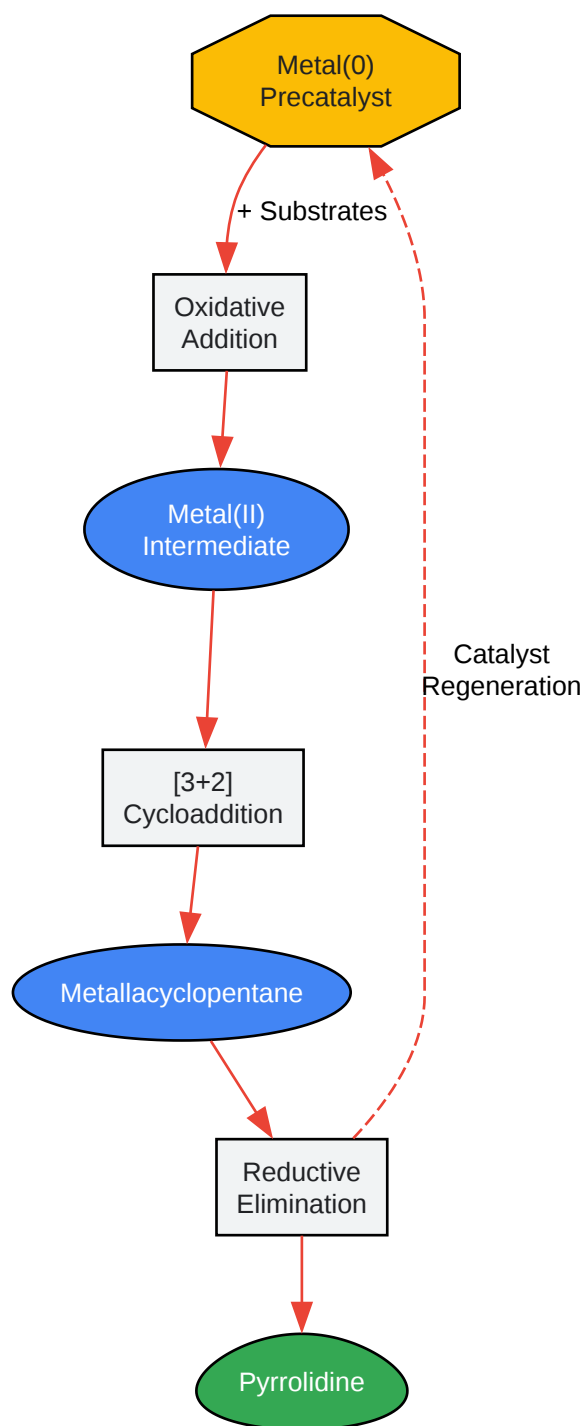 Metal(0)
Precatalyst
+ Substrates
Oxidative
Addition
Metal(II)
Intermediate
Catalyst
Regeneration
[3+2]
Cycloaddition
Metallacyclopentane
Reductive
Elimination
Pyrrolidine